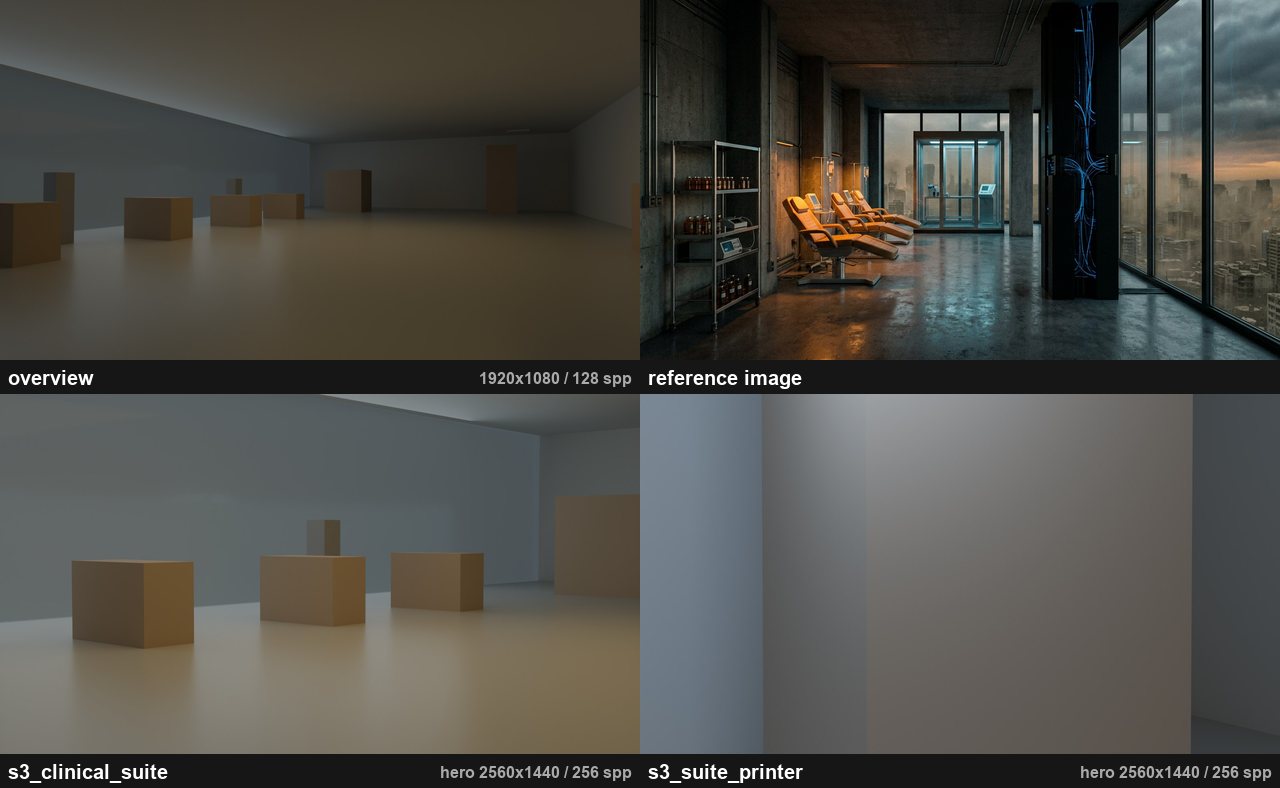 overview
1920x1080 / 128 spp
reference image
s3_clinical_suite
hero 2560x1440 / 256 spp
s3_suite_printer
hero 2560x1440 / 256 spp